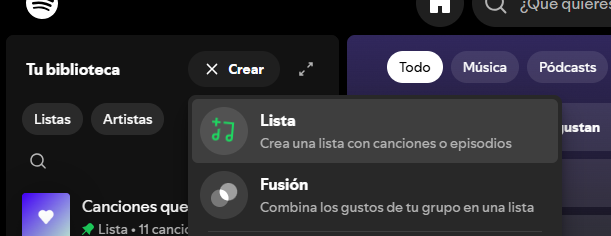 ¿Qué quieres
Tu biblioteca
Crear
Todo
Música
Pódcasts
Listas
Artistas
Lista
Crea una lista con canciones o episodios
gustan
Fusión
Combina los gustos de tu grupo en una lista
Canciones que
Lista • 11